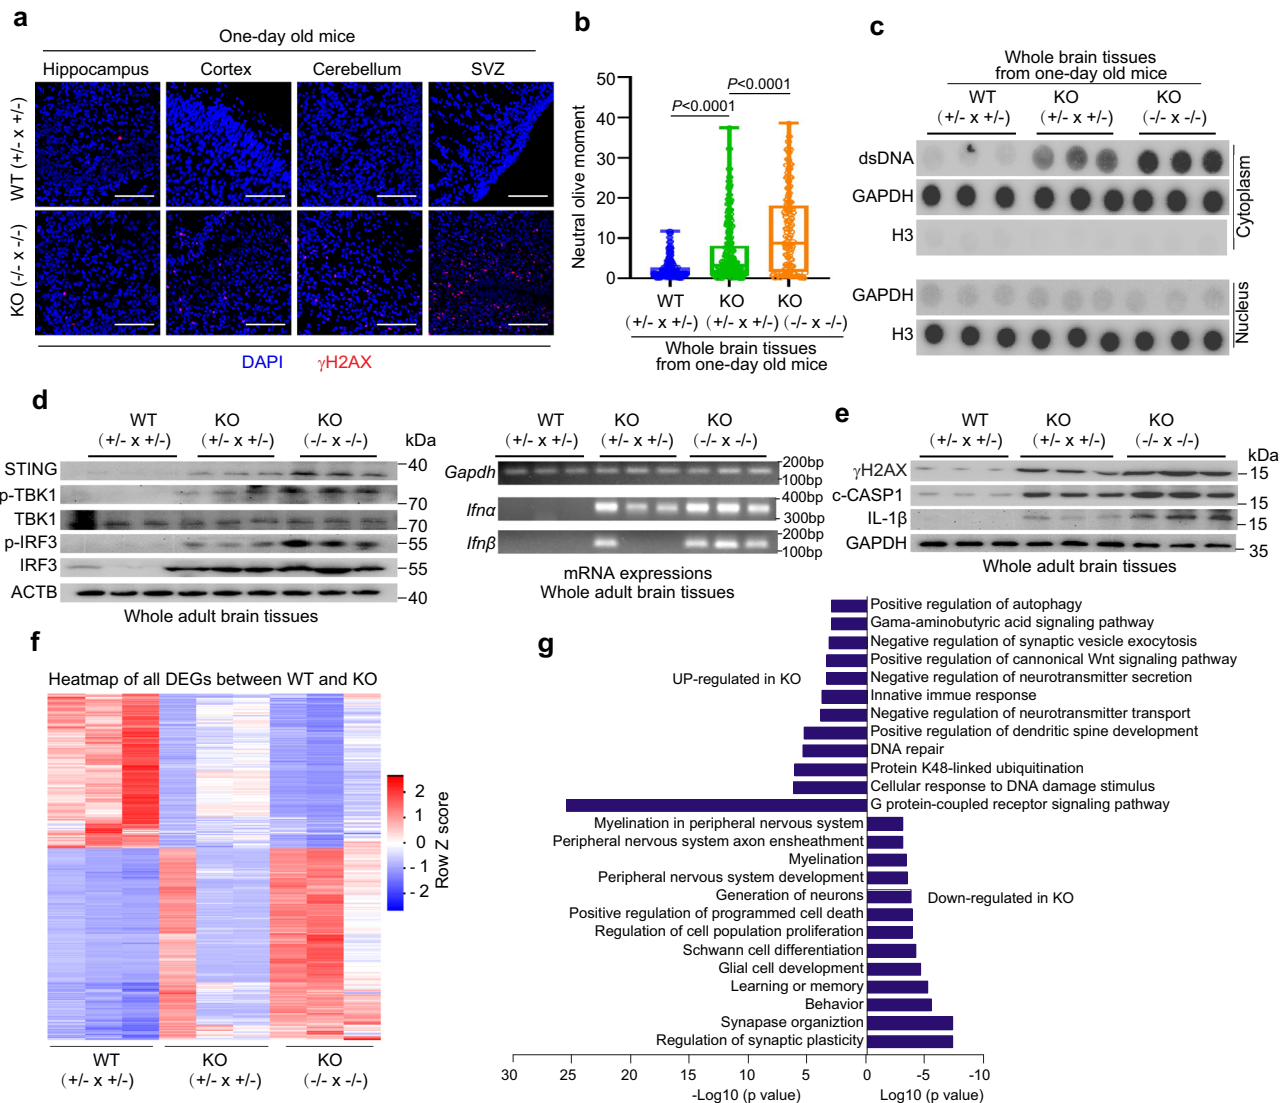 a
One-day old mice
Hippocampus
Cortex
Cerebellum
SVZ
WT (+/- x +/-)
KO (-/- x -/-)
DAPI
γH2AX
b
Neutral olive moment
50
40
30
20
10
0
P<0.0001
P<0.0001
WT
KO
KO
(+/- x +/-)
(+/- x +/-)
(-/- x -/-)
Whole brain tissues
from one-day old mice
c
Whole brain tissues
from one-day old mice
WT
KO
KO
(+/- x +/-)
(+/- x +/-)
(-/- x -/-)
dsDNA
GAPDH
H3
Cytoplasm
GAPDH
H3
Nucleus
d
WT
KO
KO
(+/- x +/-)
(+/- x +/-)
(-/- x -/-)
kDa
STING
40
p-TBK1
70
TBK1
70
p-IRF3
55
IRF3
55
ACTB
40
Whole adult brain tissues
WT
KO
KO
(+/- x +/-)
(+/- x +/-)
(-/- x -/-)
Gapdh
200bp
100bp
Ifnα
400bp
300bp
Ifnβ
200bp
100bp
mRNA expressions
Whole adult brain tissues
e
WT
KO
KO
(+/- x +/-)
(+/- x +/-)
(-/- x -/-)
kDa
γH2AX
15
c-CASP1
IL-1β
15
GAPDH
35
Whole adult brain tissues
f
Heatmap of all DEGs between WT and KO
2
1
0
- 1
- 2
Row Z score
WT
KO
KO
(+/- x +/-)
(+/- x +/-)
(-/- x -/-)
g
UP-regulated in KO
Positive regulation of autophagy
Gama-aminobutyric acid signaling pathway
Negative regulation of synaptic vesicle exocytosis
Positive regulation of cannonical Wnt signaling pathway
Negative regulation of neurotransmitter secretion
Innative immue response
Negative regulation of neurotransmitter transport
Positive regulation of dendritic spine development
DNA repair
Protein K48-linked ubiquitination
Cellular response to DNA damage stimulus
G protein-coupled receptor signaling pathway
Myelination in peripheral nervous system
Peripheral nervous system axon ensheathment
Myelination
Peripheral nervous system development
Generation of neurons
Down-regulated in KO
Positive regulation of programmed cell death
Regulation of cell population proliferation
Schwann cell differentiation
Glial cell development
Learning or memory
Behavior
Synapase organiztion
Regulation of synaptic plasticity
30
25
20
15
10
5
0
-5
-10
-Log10 (p value)
Log10 (p value)